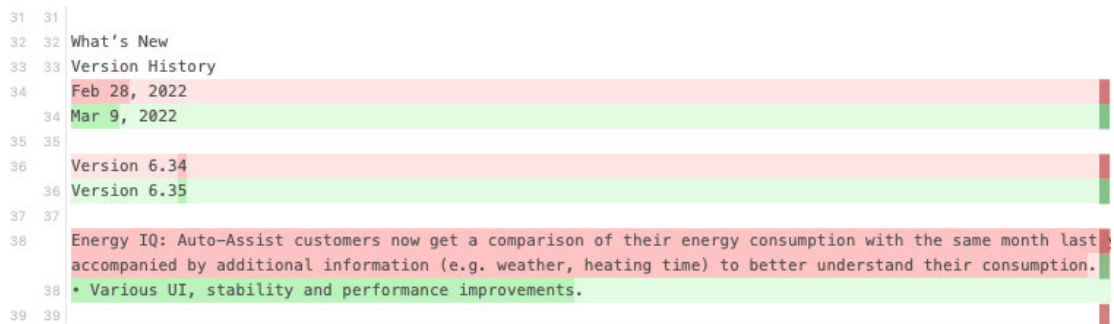 31 31
32 32 What's New
33 33 Version History
34 Feb 28, 2022
34 Mar 9, 2022
35 35
36 Version 6.34
36 Version 6.35
37 37
38 Energy IQ: Auto-Assist customers now get a comparison of their energy consumption with the same month last
accompanied by additional information (e.g. weather, heating time) to better understand their consumption.
38 • Various UI, stability and performance improvements.
39 39